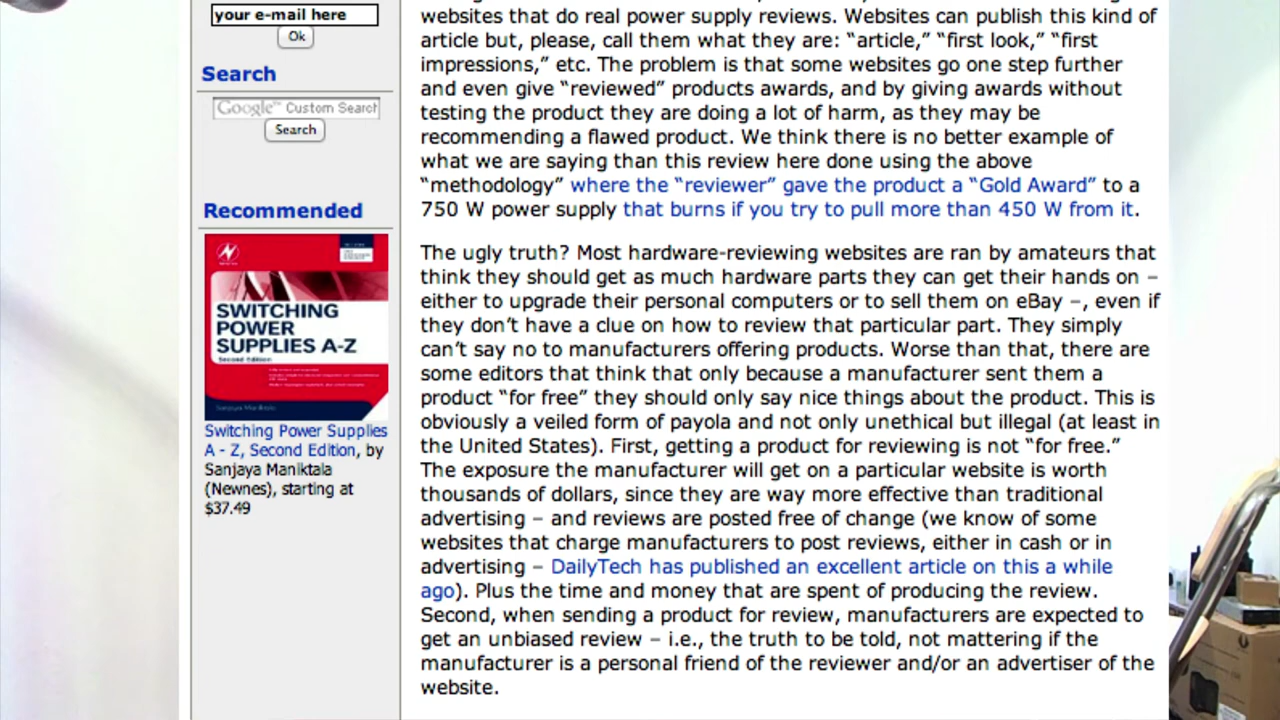 your e-mail here
Ok
Search
Google™ Custom Search
Search
Recommended
SWITCHING
POWER
SUPPLIES A-Z
Second Edition
Sanjaya Maniktala
Switching Power Supplies
A - Z, Second Edition, by
Sanjaya Maniktala
(Newnes), starting at
$37.49
websites that do real power supply reviews. Websites can publish this kind of
article but, please, call them what they are: “article,” “first look,” “first
impressions,” etc. The problem is that some websites go one step further
and even give “reviewed” products awards, and by giving awards without
testing the product they are doing a lot of harm, as they may be
recommending a flawed product. We think there is no better example of
what we are saying than this review here done using the above
“methodology” where the “reviewer” gave the product a “Gold Award” to a
750 W power supply that burns if you try to pull more than 450 W from it.
The ugly truth? Most hardware-reviewing websites are ran by amateurs that
think they should get as much hardware parts they can get their hands on –
either to upgrade their personal computers or to sell them on eBay –, even if
they don’t have a clue on how to review that particular part. They simply
can’t say no to manufacturers offering products. Worse than that, there are
some editors that think that only because a manufacturer sent them a
product “for free” they should only say nice things about the product. This is
obviously a veiled form of payola and not only unethical but illegal (at least in
the United States). First, getting a product for reviewing is not “for free.”
The exposure the manufacturer will get on a particular website is worth
thousands of dollars, since they are way more effective than traditional
advertising – and reviews are posted free of change (we know of some
websites that charge manufacturers to post reviews, either in cash or in
advertising – DailyTech has published an excellent article on this a while
ago). Plus the time and money that are spent of producing the review.
Second, when sending a product for review, manufacturers are expected to
get an unbiased review – i.e., the truth to be told, not mattering if the
manufacturer is a personal friend of the reviewer and/or an advertiser of the
website.